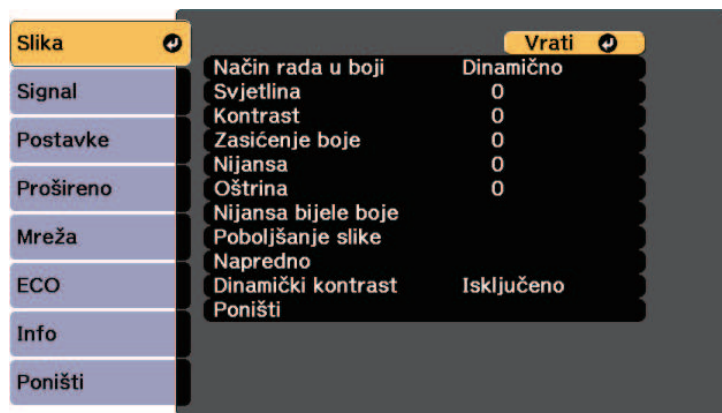 Slika
Signal
Postavke
Prošireno
Mreža
ECO
Info
Poništi
Vrati
Način rada u boji Dinamično
Svjetlina 0
Kontrast 0
Zasićenje boje 0
Nijansa 0
Oštrina 0
Nijansa bijele boje
Poboljšanje slike
Napredno
Dinamički kontrast Isključeno
Poništi